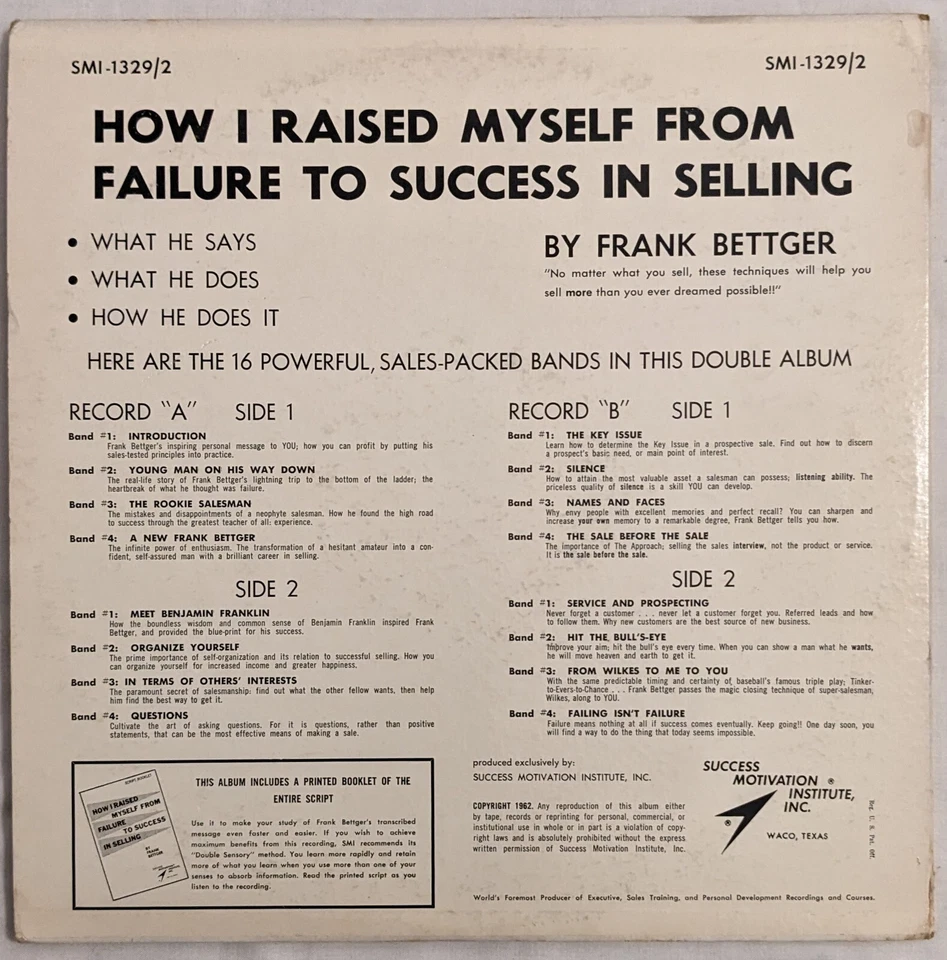 SMI-1329/2
SMI-1329/2
HOW I RAISED MYSELF FROM
FAILURE TO SUCCESS IN SELLING
• WHAT HE SAYS
• WHAT HE DOES
• HOW HE DOES IT
BY FRANK BETTGER
"No matter what you sell, these techniques will help you
sell more than you ever dreamed possible!!"
HERE ARE THE 16 POWERFUL, SALES-PACKED BANDS IN THIS DOUBLE ALBUM
RECORD "A" SIDE 1
Band #1: INTRODUCTION
Frank Bettger's inspiring personal message to YOU; how you can profit by putting his
sales-tested principles into practice.
Band #2: YOUNG MAN ON HIS WAY DOWN
The real-life story of Frank Bettger's lightning trip to the bottom of the ladder; the
heartbreak of what he thought was failure.
Band #3: THE ROOKIE SALESMAN
The mistakes and disappointments of a neophyte salesman. How he found the high road
to success through the greatest teacher of all; experience.
Band #4: A NEW FRANK BETTGER
The infinite power of enthusiasm. The transformation of a hesitant amateur into a con-
fident, self-assured man with a brilliant career in selling.
SIDE 2
Band #1: MEET BENJAMIN FRANKLIN
How the boundless wisdom and common sense of Benjamin Franklin inspired Frank
Bettger, and provided the blue-print for his success.
Band #2: ORGANIZE YOURSELF
The prime importance of self-organization and its relation to successful selling. How you
can organize yourself for increased income and greater happiness.
Band #3: IN TERMS OF OTHERS' INTERESTS
The paramount secret of salesmanship: find out what the other fellow wants, then help
him find the best way to get it.
Band #4: QUESTIONS
Cultivate the art of asking questions. For it is questions, rather than positive
statements, that can be the most effective means of making a sale.
RECORD "B" SIDE 1
Band #1: THE KEY ISSUE
Learn how to determine the Key Issue in a prospective sale. Find out how to discern
a prospect's basic need, or main point of interest.
Band #2: SILENCE
How to attain the most valuable asset a salesman can possess; listening ability. The
priceless quality of silence is a skill YOU can develop.
Band #3: NAMES AND FACES
Why envy people with excellent memories and perfect recall? You can sharpen and
increase your own memory to a remarkable degree, Frank Bettger tells you how.
Band #4: THE SALE BEFORE THE SALE
The importance of The Approach; selling the sales interview, not the product or service.
It is the sale before the sale.
SIDE 2
Band #1: SERVICE AND PROSPECTING
Never forget a customer . . . never let a customer forget you. Referred leads and how
to follow them. Why new customers are the best source of new business.
Band #2: HIT THE BULL'S-EYE
Improve your aim; hit the bull's eye every time. When you can show a man what he wants,
he will move heaven and earth to get it.
Band #3: FROM WILKES TO ME TO YOU
With the same predictable timing and certainty of baseball's famous triple play; Tinker-
to-Evers-to-Chance . . . Frank Bettger passes the magic closing technique of super-salesman,
Wilkes, along to YOU.
Band #4: FAILING ISN'T FAILURE
Failure means nothing at all if success comes eventually. Keep going!! One day soon, you
will find a way to do the thing that today seems impossible.
SCRIPT BOOKLET
HOW I RAISED
MYSELF FROM
FAILURE
TO SUCCESS
IN SELLING
BY
FRANK
BETTGER
THIS ALBUM INCLUDES A PRINTED BOOKLET OF THE
ENTIRE SCRIPT
Use it to make your study of Frank Bettger's transcribed
message even faster and easier. If you wish to achieve
maximum benefits from this recording, SMI recommends its
"Double Sensory" method. You learn more rapidly and retain
more of what you learn when you use more than one of your
senses to absorb information. Read the printed script as you
listen to the recording.
produced exclusively by:
SUCCESS MOTIVATION INSTITUTE, INC.
COPYRIGHT 1962. Any reproduction of this album either
by tape, records or reprinting for personal, commercial, or
institutional use in whole or in part is a violation of copy-
right laws and is absolutely prohibited without the express
written permission of Success Motivation Institute, Inc.
SUCCESS
MOTIVATION ®
INSTITUTE,
INC.
®
WACO, TEXAS
Reg. U. S. Pat. Off.
World's Foremost Producer of Executive, Sales Training, and Personal Development Recordings and Courses.